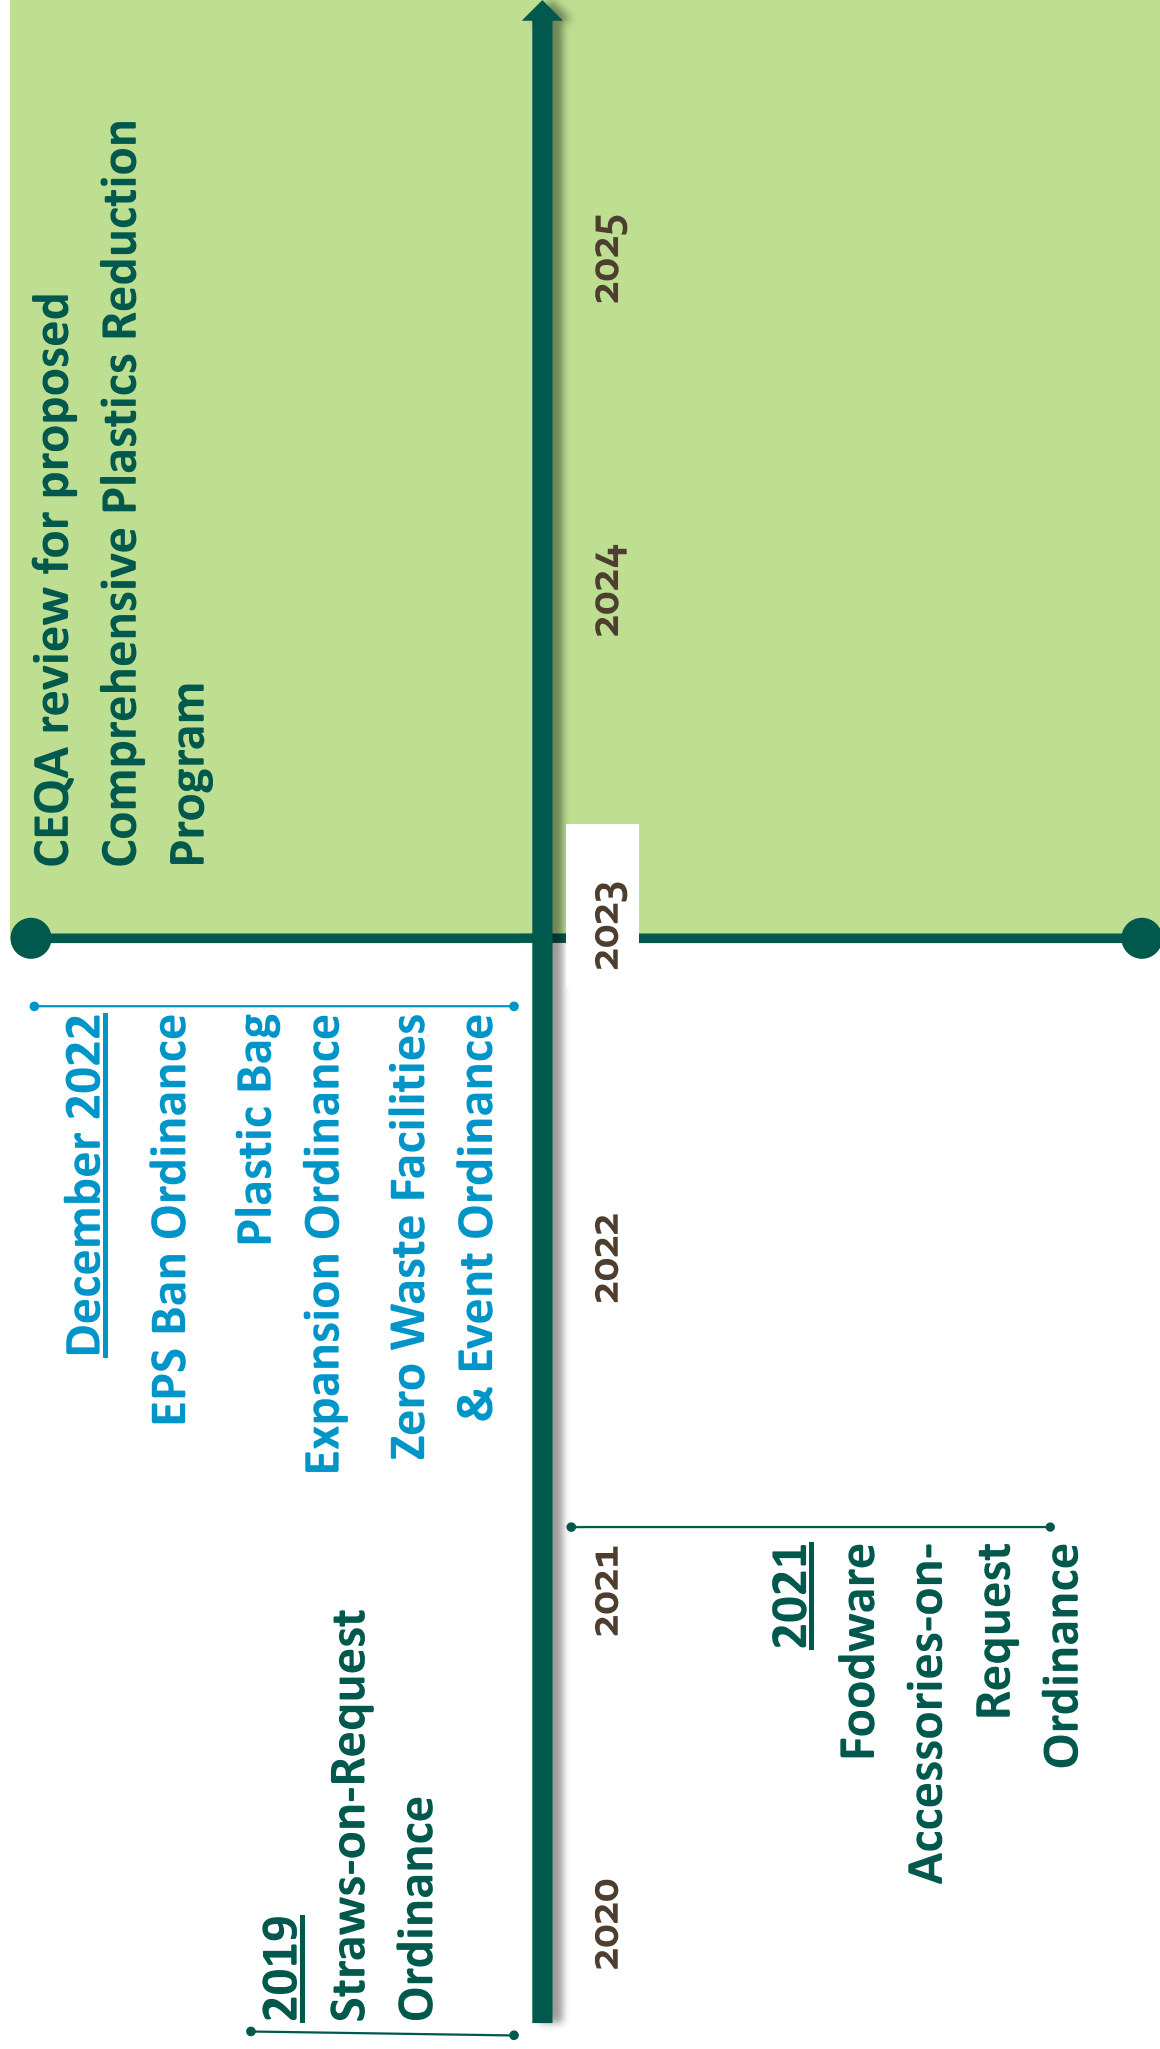 2019
Straws-on-Request
Ordinance
December 2022
EPS Ban Ordinance
Plastic Bag
Expansion Ordinance
Zero Waste Facilities
& Event Ordinance
CEQA review for proposed
Comprehensive Plastics Reduction
Program
2020
2021
2022
2023
2024
2025
2021
Foodware
Accessories-on-
Request
Ordinance